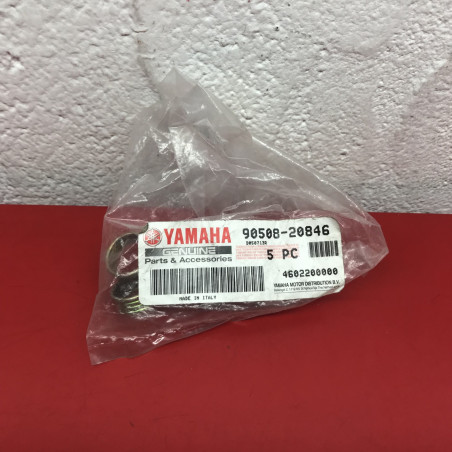 YAMAHA 90508-20846
GENUINE
Parts & Accessories 5 PC
4602200000
MADE IN ITALY YAMAHA MOTOR DISTRIBUTION B.V.